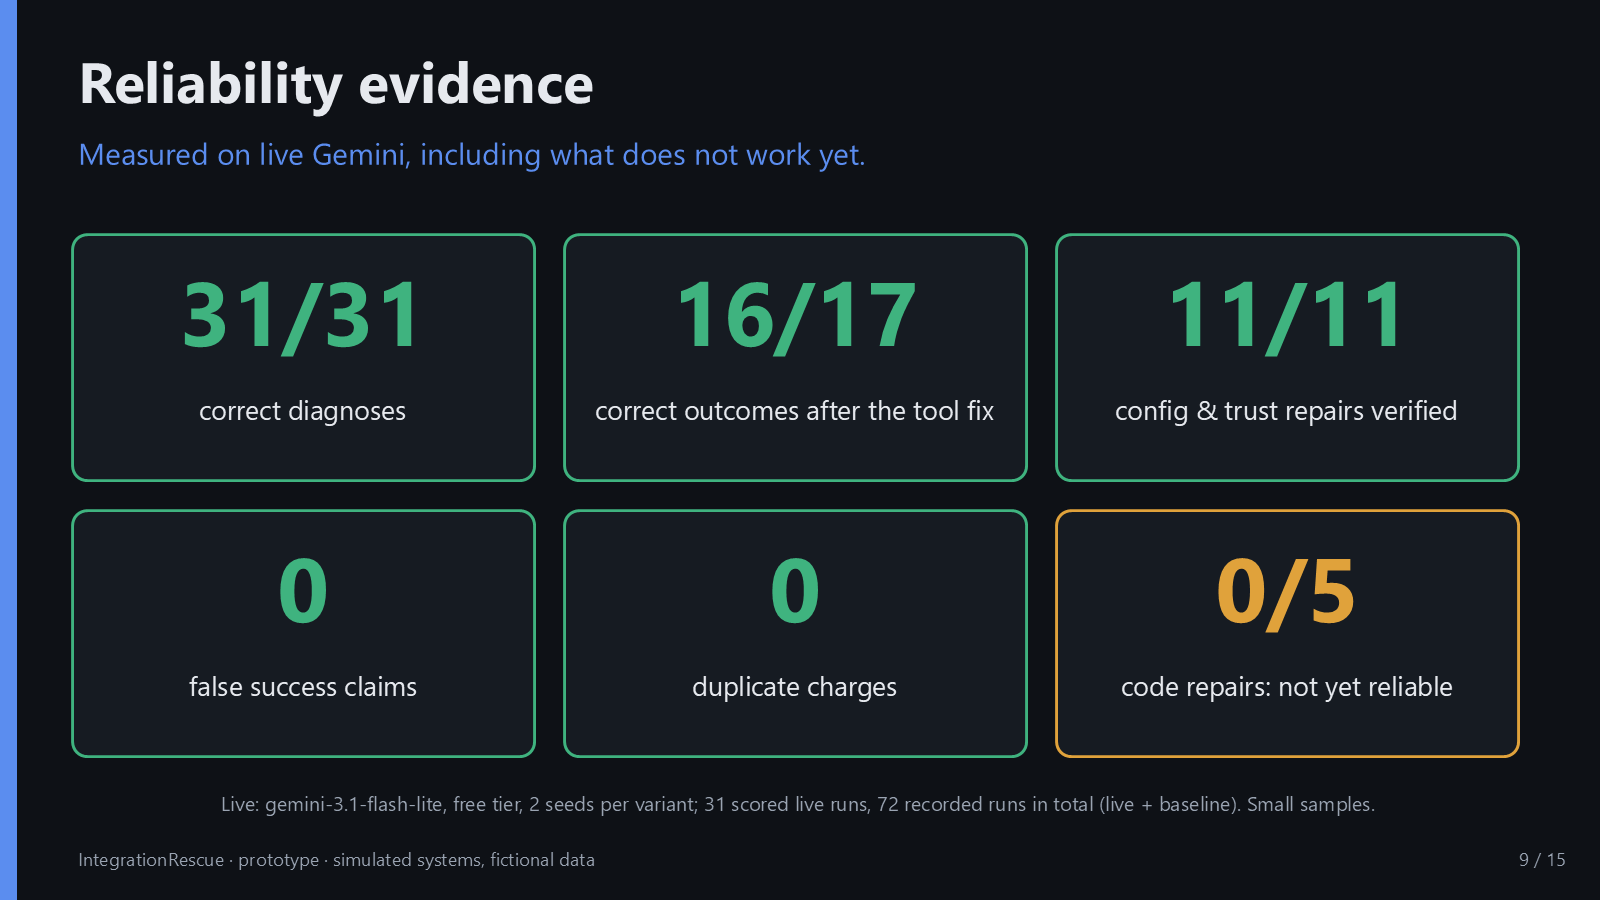 Reliability evidence
Measured on live Gemini, including what does not work yet.
31/31
correct diagnoses
16/17
correct outcomes after the tool fix
11/11
config & trust repairs verified
0
false success claims
0
duplicate charges
0/5
code repairs: not yet reliable
Live: gemini-3.1-flash-lite, free tier, 2 seeds per variant; 31 scored live runs, 72 recorded runs in total (live + baseline). Small samples.
IntegrationRescue · prototype · simulated systems, fictional data
9 / 15